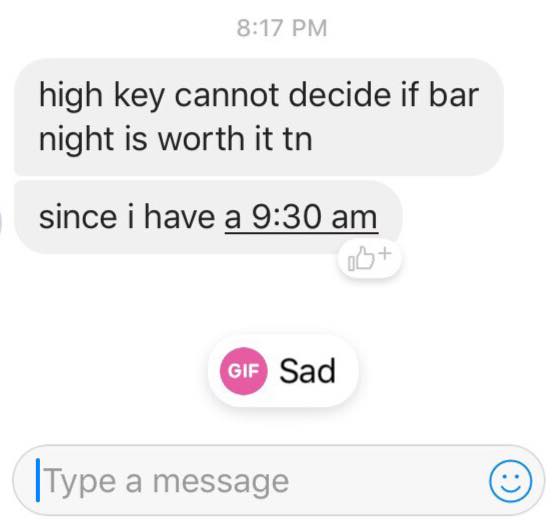 8:17 PM
high key cannot decide if bar
night is worth it tn
since i have a 9:30 am
GIF Sad
Type a message